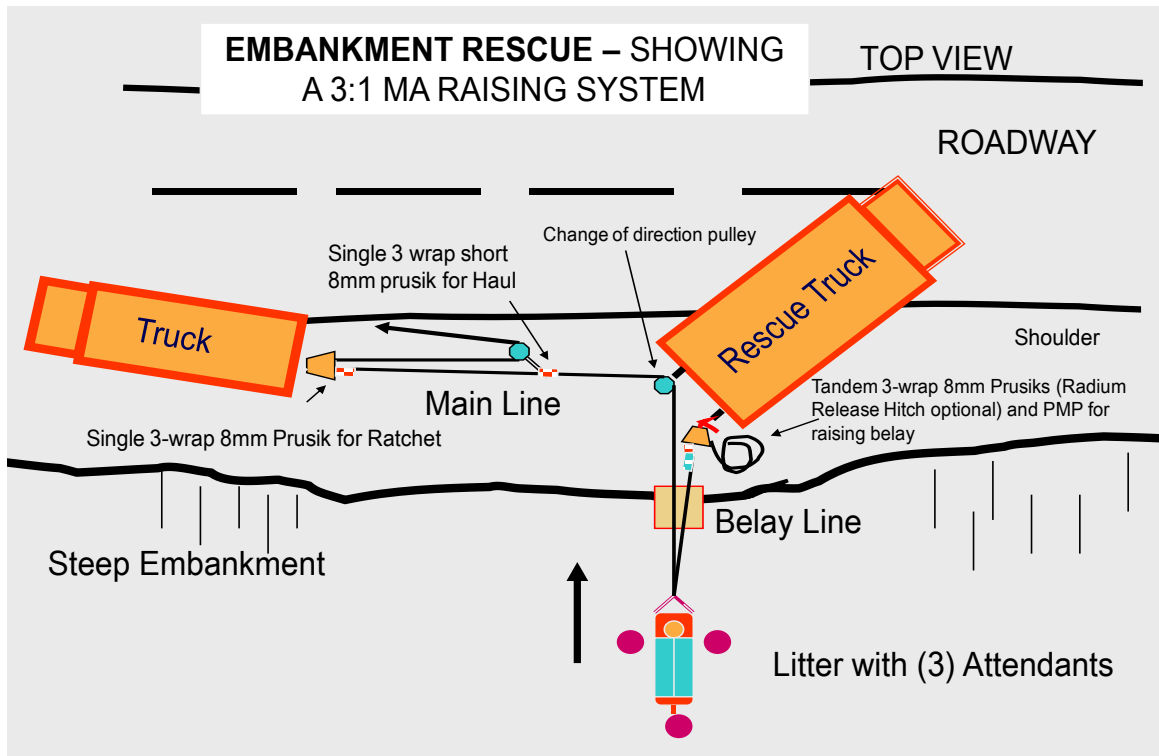 EMBANKMENT RESCUE – SHOWING
A 3:1 MA RAISING SYSTEM
TOP VIEW
ROADWAY
Change of direction pulley
Single 3 wrap short
8mm prusik for Haul
Truck
Rescue Truck
Shoulder
Main Line
Tandem 3-wrap 8mm Prusiks (Radium
Release Hitch optional) and PMP for
raising belay
Single 3-wrap 8mm Prusik for Ratchet
Belay Line
Steep Embankment
Litter with (3) Attendants